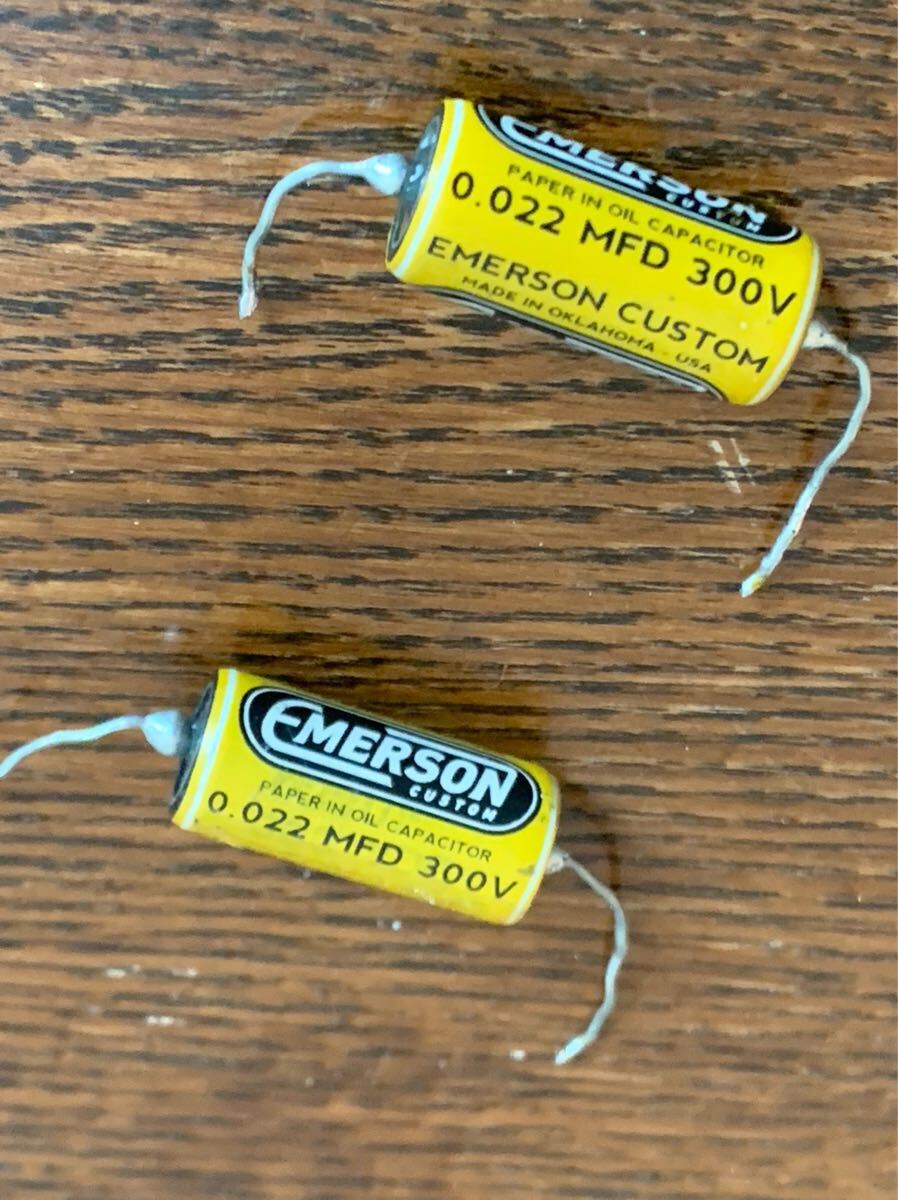 EMERSON
CUSTOM
PAPER IN OIL CAPACITOR
0.022 MFD 300V
EMERSON CUSTOM
MADE IN OKLAHOMA - USA
EMERSON
CUSTOM
PAPER IN OIL CAPACITOR
0.022 MFD 300V